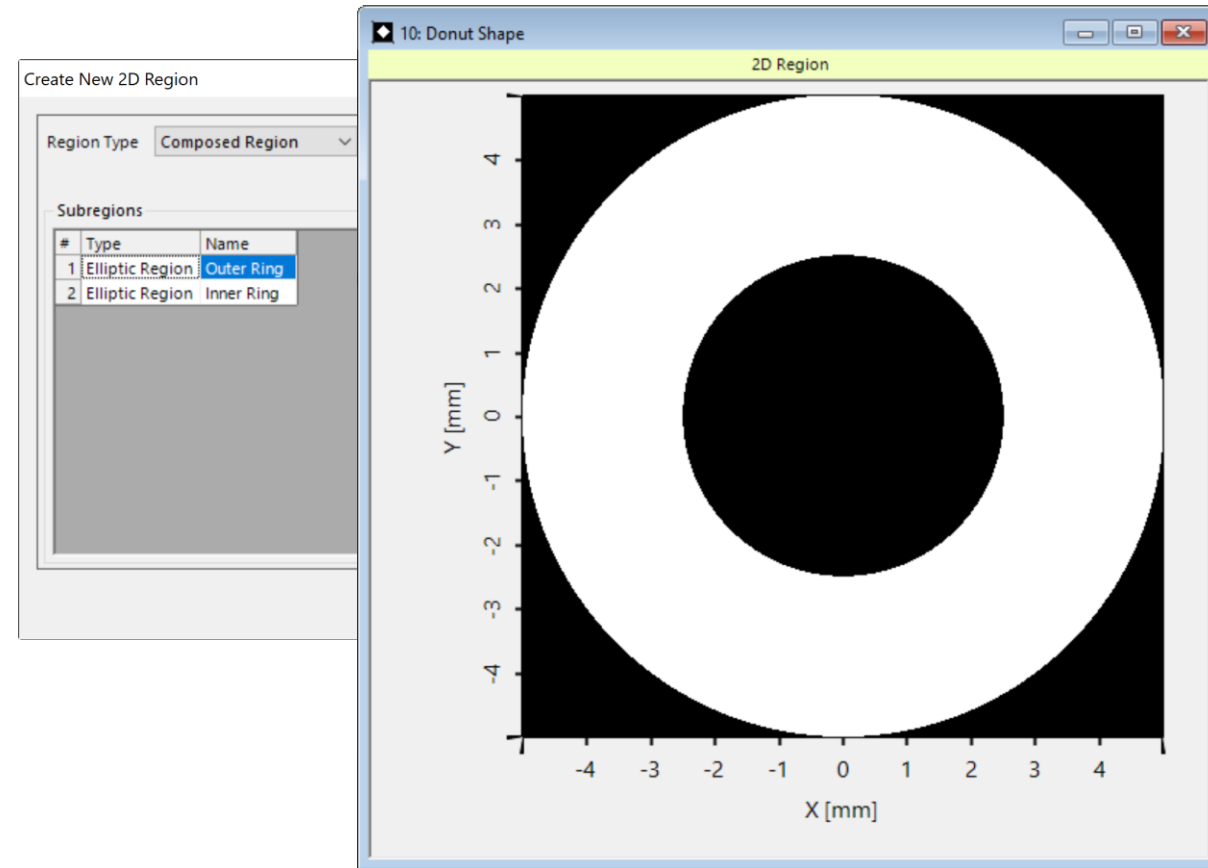 Create New 2D Region
Region Type Composed Region
Subregions
# Type Name
1 Elliptic Region Outer Ring
2 Elliptic Region Inner Ring
10: Donut Shape
2D Region
4
3
2
1
0
-1
-2
-3
-4
Y [mm]
-4 -3 -2 -1 0 1 2 3 4
X [mm]